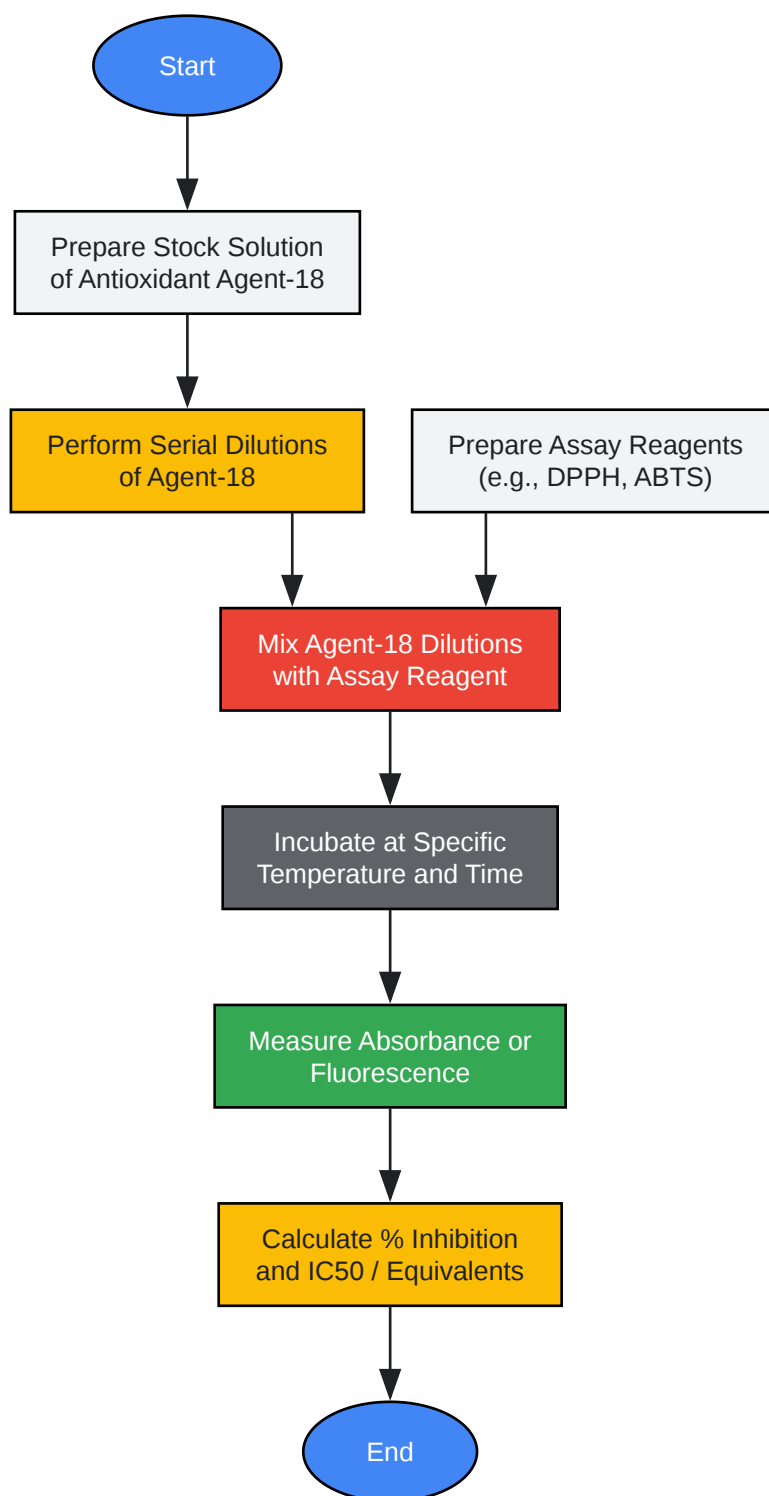 Start
Prepare Stock Solution
of Antioxidant Agent-18
Perform Serial Dilutions
of Agent-18
Prepare Assay Reagents
(e.g., DPPH, ABTS)
Mix Agent-18 Dilutions
with Assay Reagent
Incubate at Specific
Temperature and Time
Measure Absorbance or
Fluorescence
Calculate % Inhibition
and IC50 / Equivalents
End